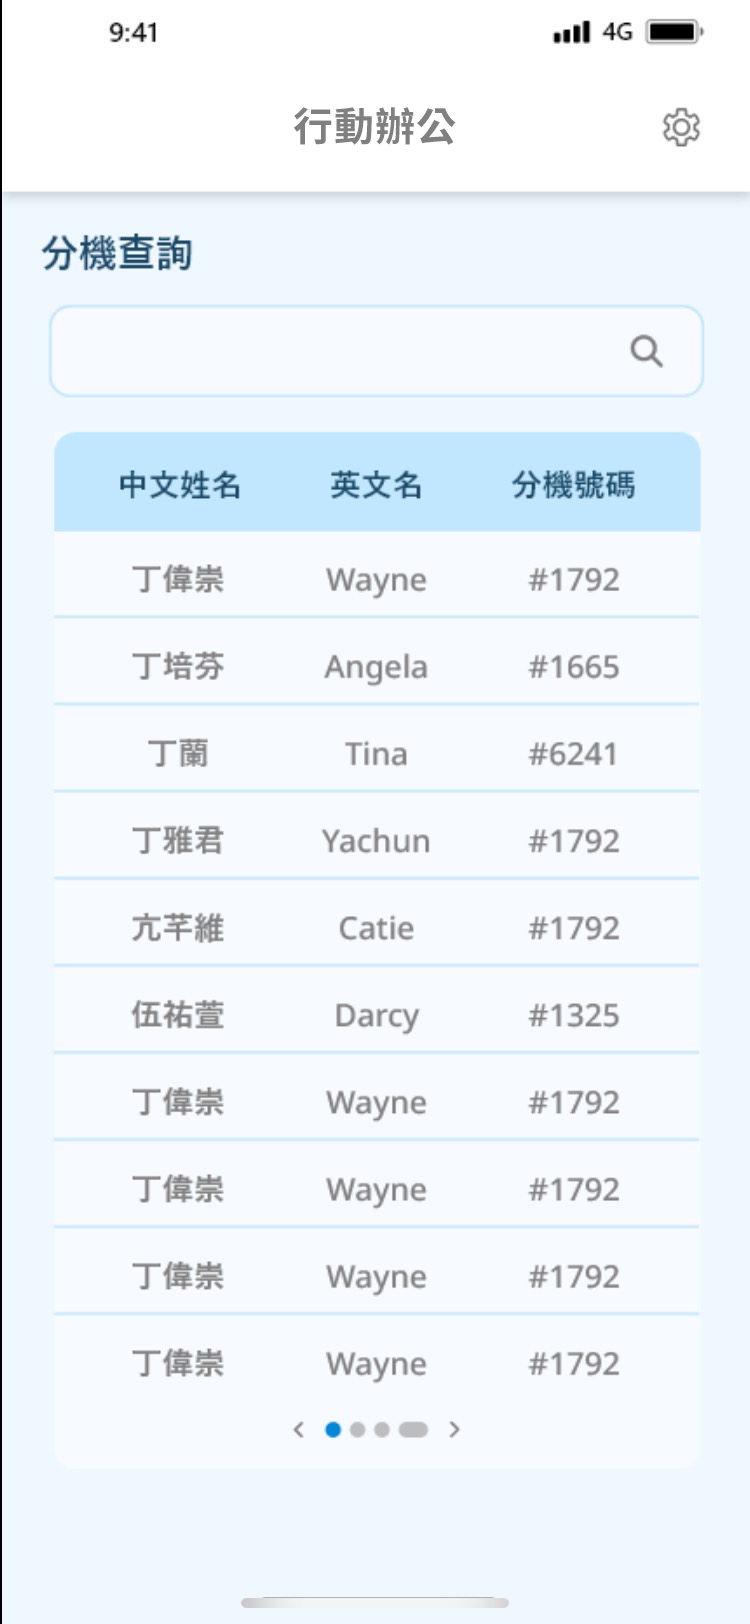 9:41 4G
行動辦公
分機查詢
中文姓名 英文名 分機號碼
丁偉崇 Wayne #1792
丁培芬 Angela #1665
丁蘭 Tina #6241
丁雅君 Yachun #1792
亢芊維 Catie #1792
伍祐萱 Darcy #1325
丁偉崇 Wayne #1792
丁偉崇 Wayne #1792
丁偉崇 Wayne #1792
丁偉崇 Wayne #1792